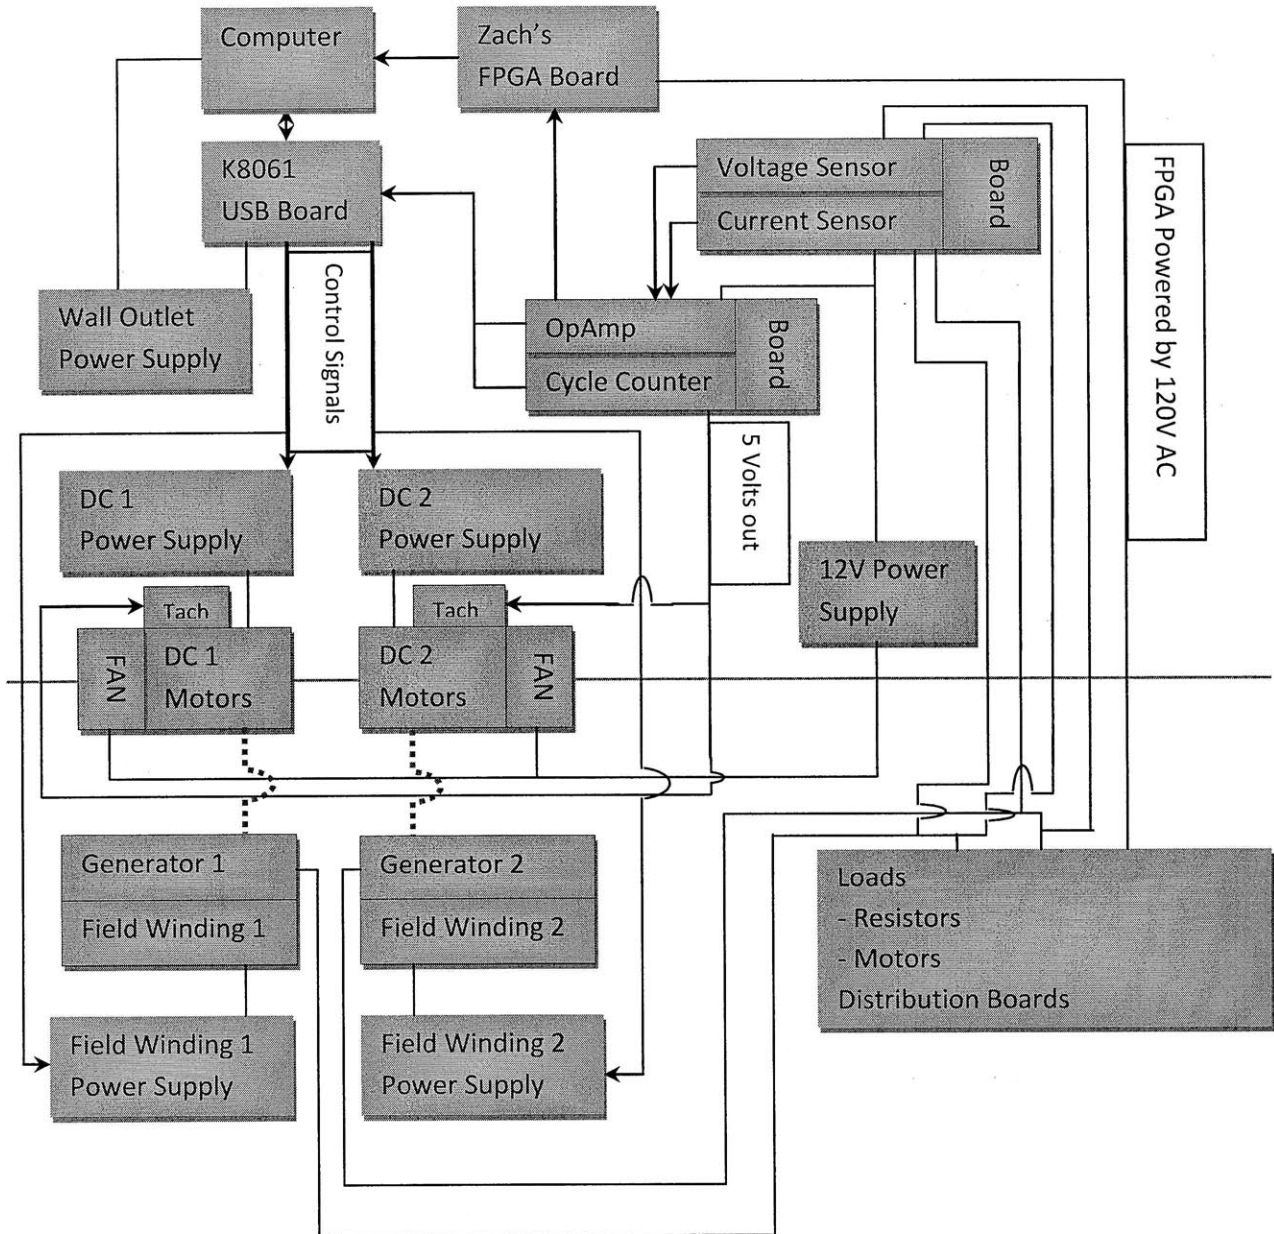 Computer
Zach's
FPGA Board
K8061
USB Board
Voltage Sensor
Current Sensor
Board
FPGA Powered by 120V AC
Control Signals
Wall Outlet
Power Supply
OpAmp
Cycle Counter
Board
5 Volts out
DC 1
Power Supply
DC 2
Power Supply
12V Power
Supply
Tach
Tach
FAN
DC 1
Motors
DC 2
Motors
FAN
Generator 1
Field Winding 1
Generator 2
Field Winding 2
Loads
- Resistors
- Motors
Distribution Boards
Field Winding 1
Power Supply
Field Winding 2
Power Supply